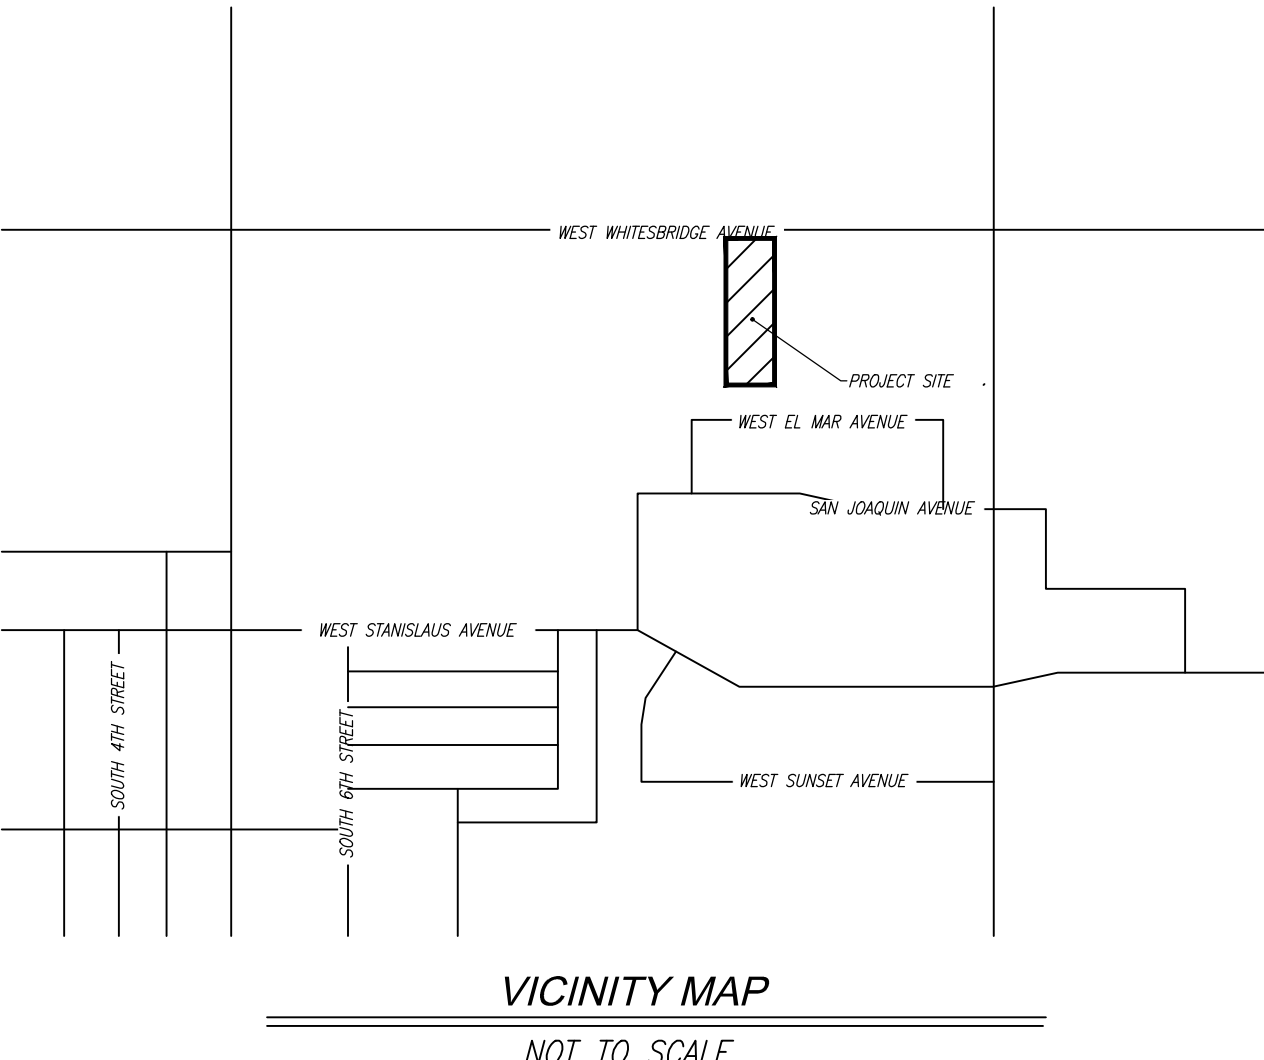 WEST WHITESBRIDGE AVENUE
PROJECT SITE
WEST EL MAR AVENUE
SAN JOAQUIN AVENUE
WEST STANISLAUS AVENUE
SOUTH 4TH STREET
SOUTH 6TH STREET
WEST SUNSET AVENUE
VICINITY MAP
NOT TO SCALE